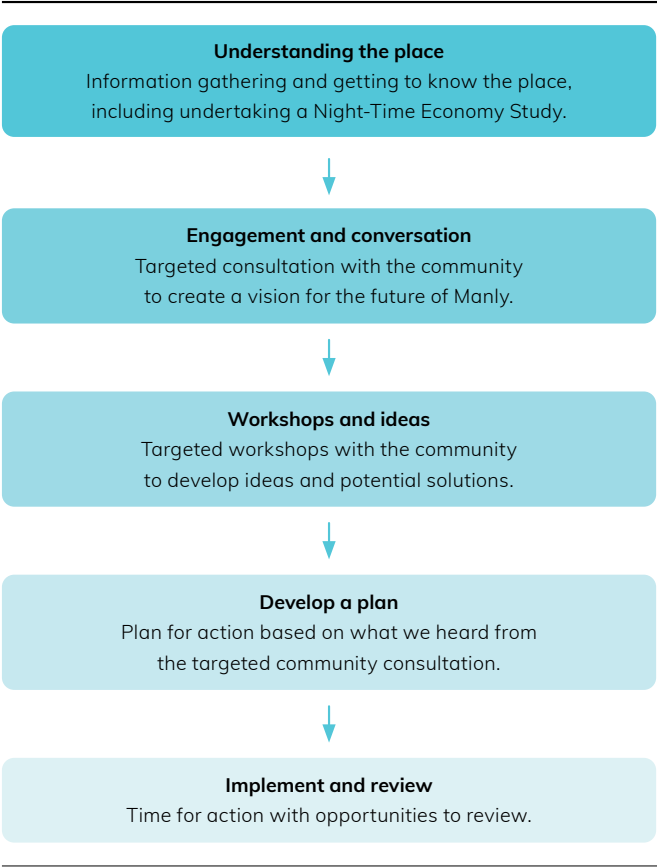 Understanding the place
Information gathering and getting to know the place,
including undertaking a Night-Time Economy Study.
Engagement and conversation
Targeted consultation with the community
to create a vision for the future of Manly.
Workshops and ideas
Targeted workshops with the community
to develop ideas and potential solutions.
Develop a plan
Plan for action based on what we heard from
the targeted community consultation.
Implement and review
Time for action with opportunities to review.